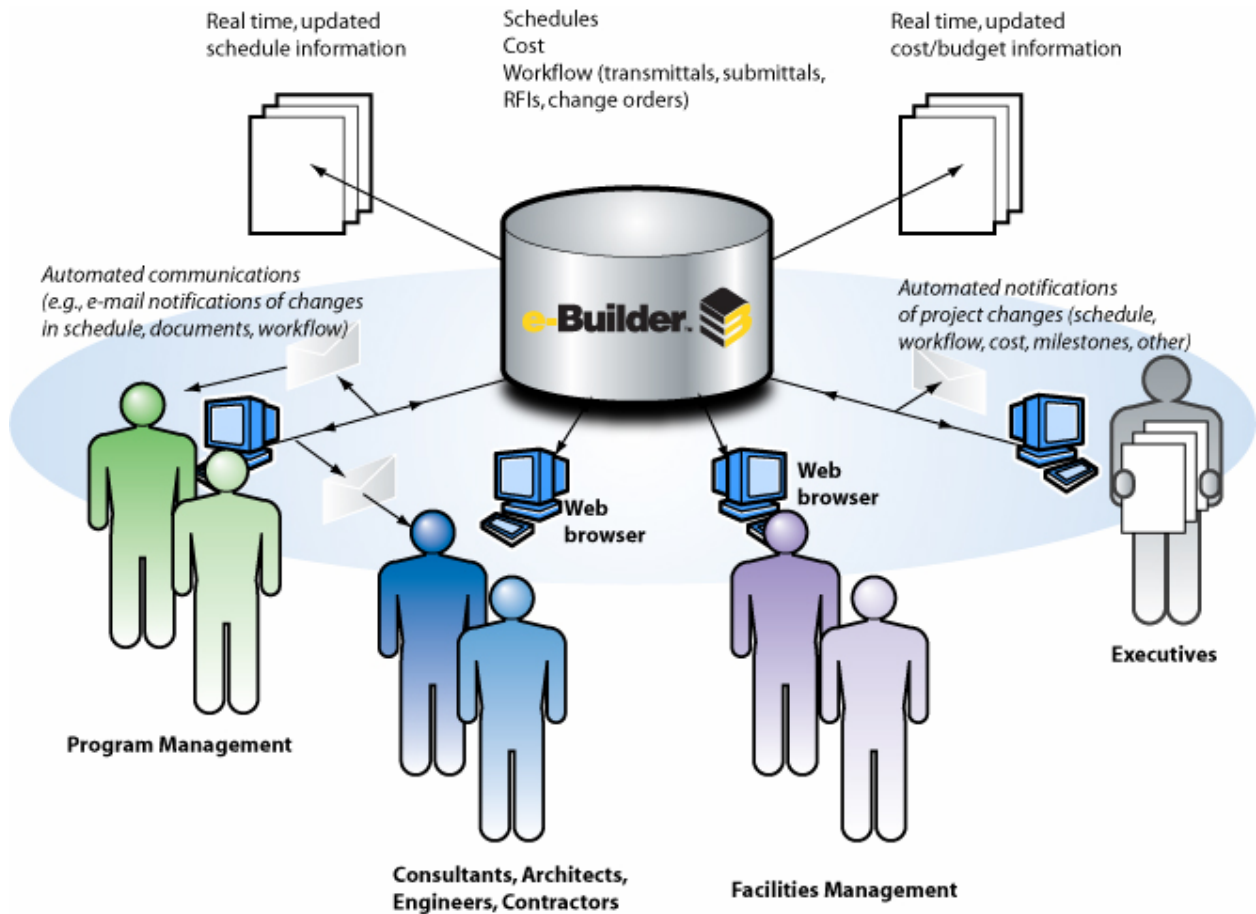 Real time, updated
schedule information
Schedules
Cost
Workflow (transmittals, submittals,
RFIs, change orders)
Real time, updated
cost/budget information
Automated communications
(e.g., e-mail notifications of changes
in schedule, documents, workflow)
e-Builder™
Automated notifications
of project changes (schedule,
workflow, cost, milestones, other)
Web
browser
Web
browser
Executives
Program Management
Consultants, Architects,
Engineers, Contractors
Facilities Management